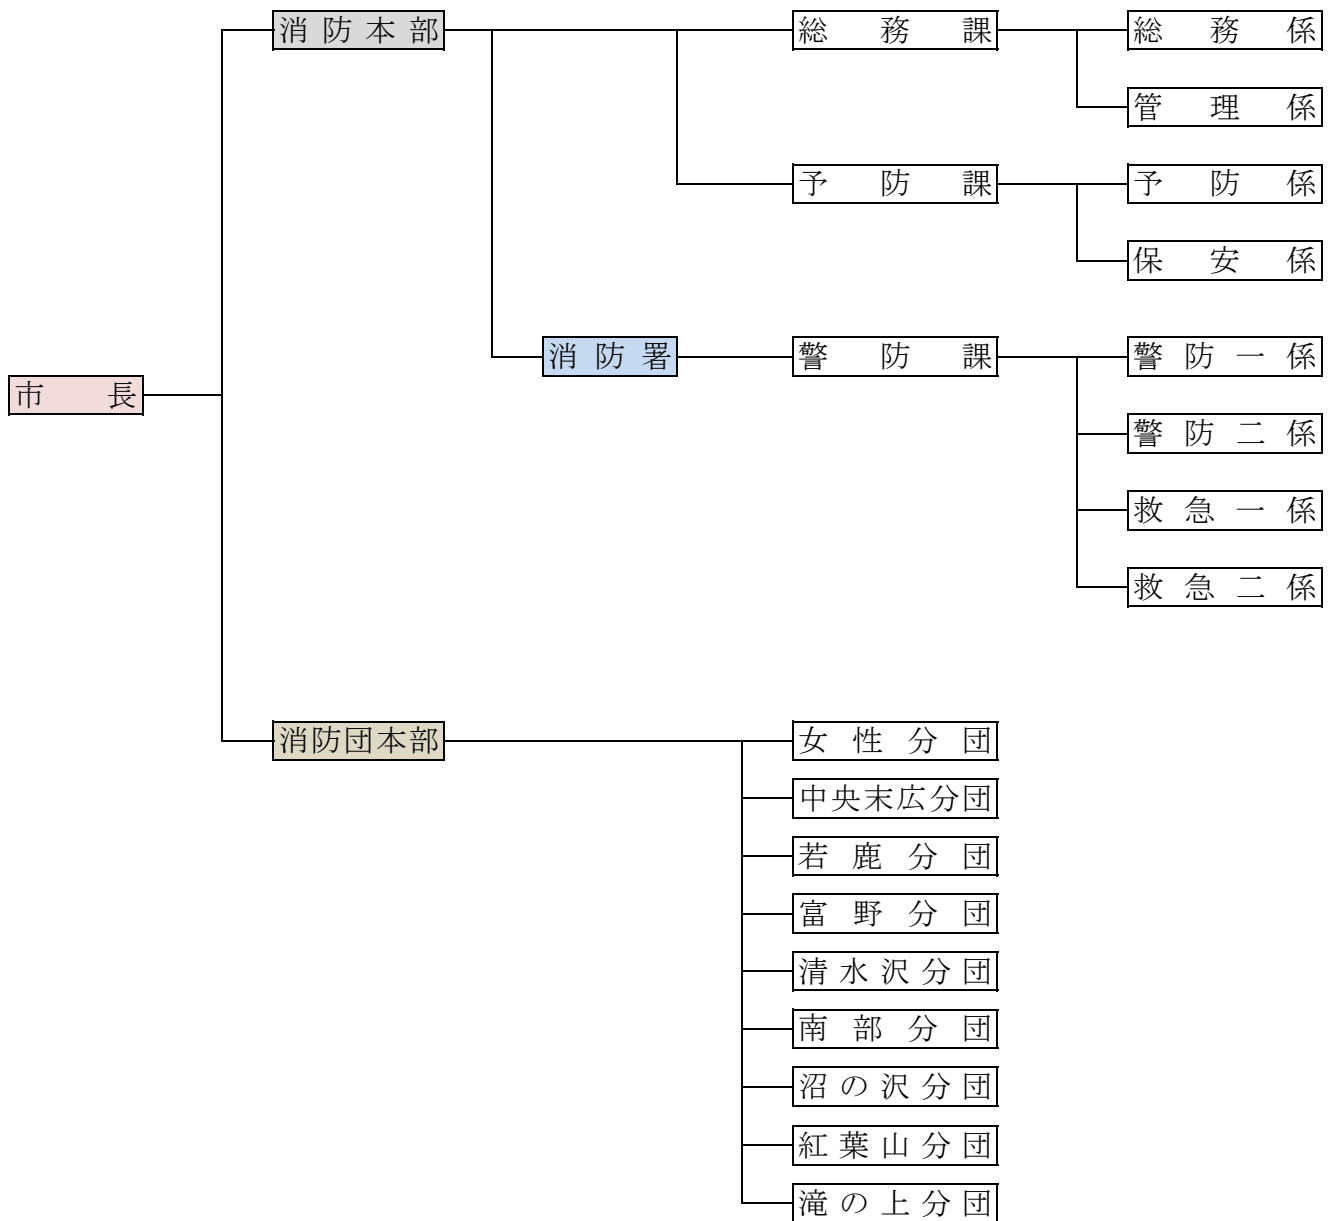 消防本部 総務課 総務係
管理係
予防課 予防係
保安係
消防署 警防課 警防一係
市長
警防二係
救急一係
救急二係
消防団本部 女性分団
中央末広分団
若鹿分団
富野分団
清水沢分団
南部分団
沼の沢分団
紅葉山分団
滝の上分団